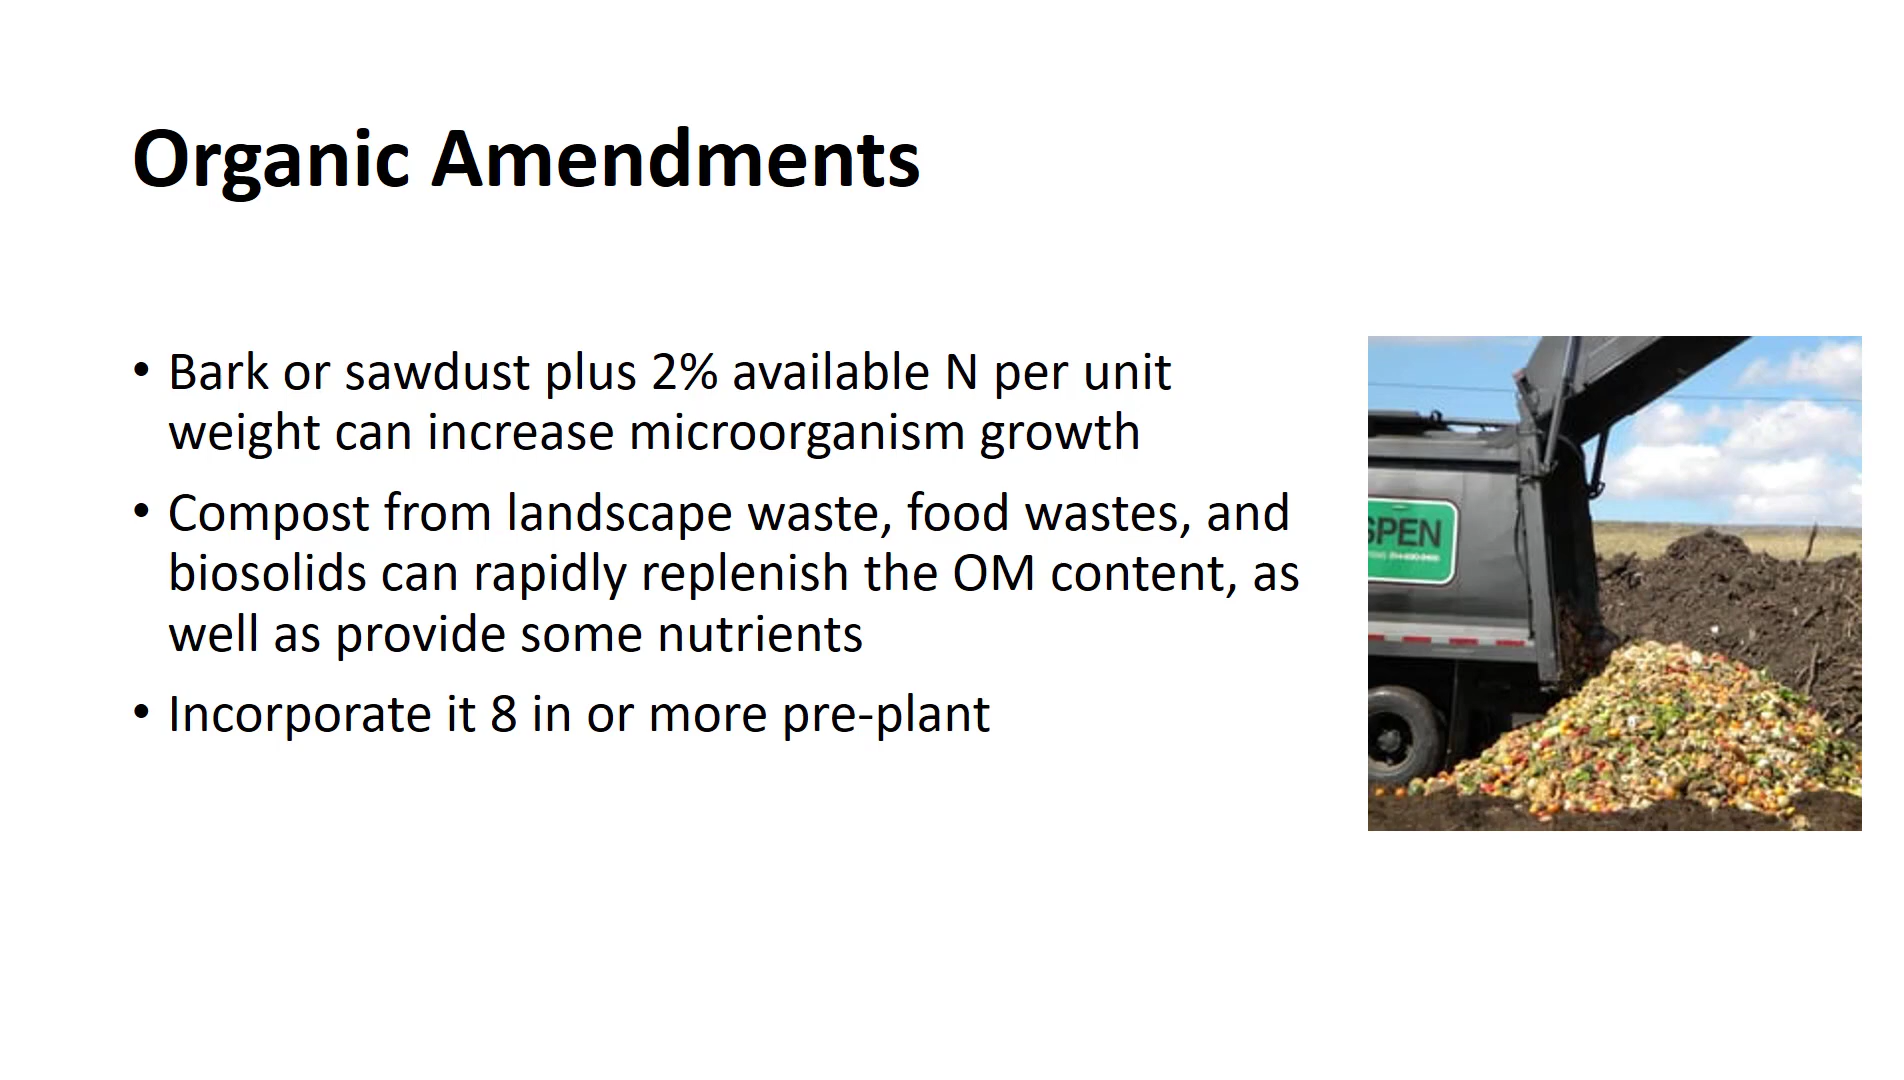 Organic Amendments
• Bark or sawdust plus 2% available N per unit
weight can increase microorganism growth
• Compost from landscape waste, food wastes, and
biosolids can rapidly replenish the OM content, as
well as provide some nutrients
• Incorporate it 8 in or more pre-plant
SPEN